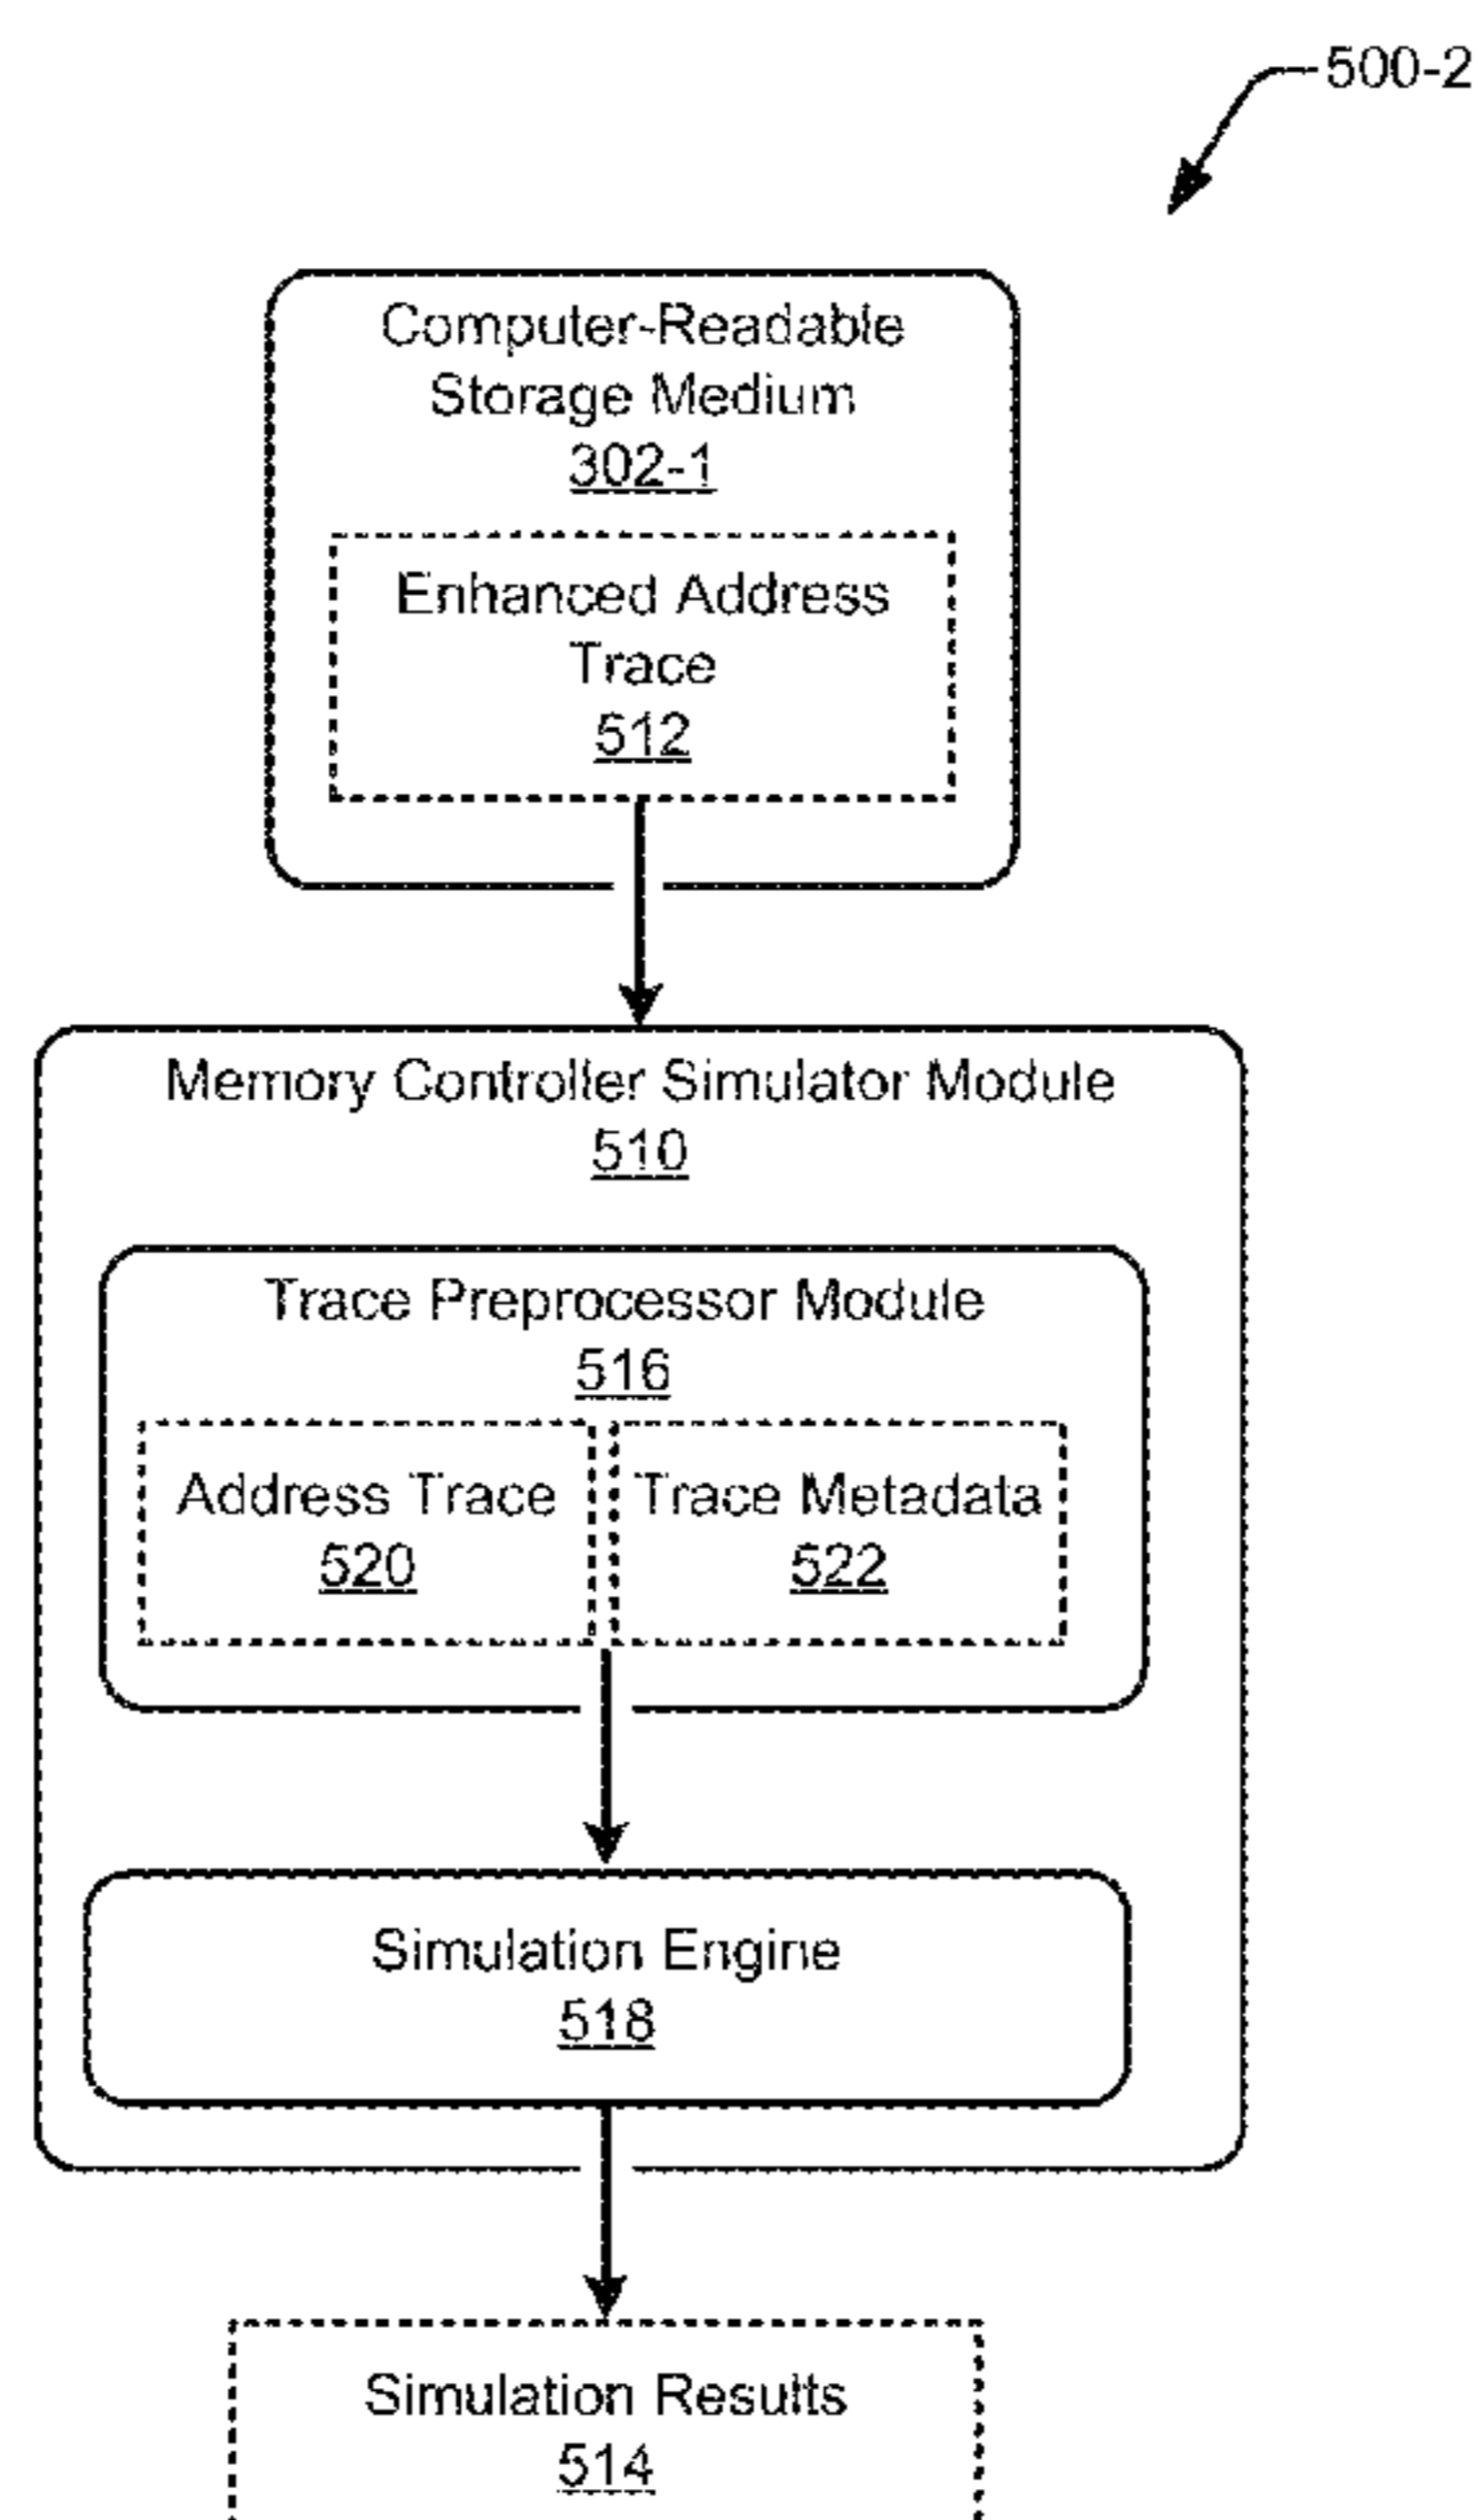 500-2
Computer-Readable
Storage Medium
302-1
Enhanced Address
Trace
512
Memory Controller Simulator Module
510
Trace Preprocessor Module
516
Address Trace
520
Trace Metadata
522
Simulation Engine
518
Simulation Results
514